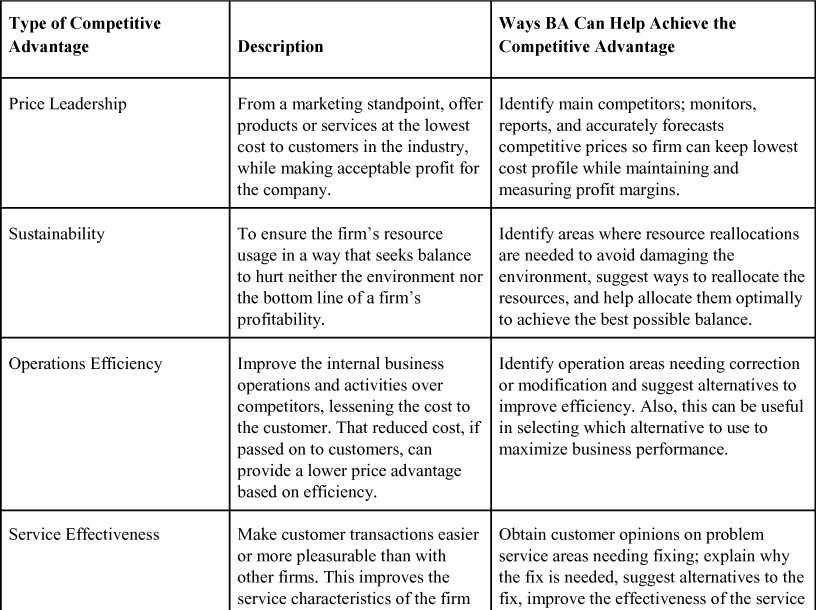 Type of Competitive
Advantage
Description
Ways BA Can Help Achieve the
Competitive Advantage
Price Leadership
From a marketing standpoint, offer
products or services at the lowest
cost to customers in the industry,
while making acceptable profit for
the company.
Identify main competitors; monitors,
reports, and accurately forecasts
competitive prices so firm can keep lowest
cost profile while maintaining and
measuring profit margins.
Sustainability
To ensure the firm’s resource
usage in a way that seeks balance
to hurt neither the environment nor
the bottom line of a firm’s
profitability.
Identify areas where resource reallocations
are needed to avoid damaging the
environment, suggest ways to reallocate the
resources, and help allocate them optimally
to achieve the best possible balance.
Operations Efficiency
Improve the internal business
operations and activities over
competitors, lessening the cost to
the customer. That reduced cost, if
passed on to customers, can
provide a lower price advantage
based on efficiency.
Identify operation areas needing correction
or modification and suggest alternatives to
improve efficiency. Also, this can be useful
in selecting which alternative to use to
maximize business performance.
Service Effectiveness
Make customer transactions easier
or more pleasurable than with
other firms. This improves the
service characteristics of the firm
Obtain customer opinions on problem
service areas needing fixing; explain why
the fix is needed, suggest alternatives to the
fix, improve the effectiveness of the service